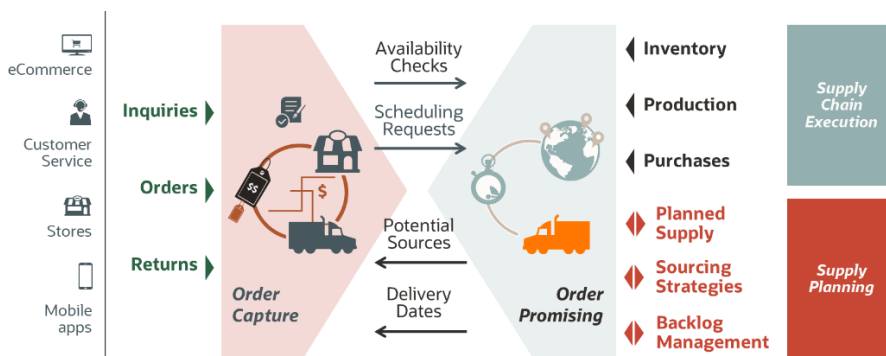 eCommerce
Customer
Service
Stores
Mobile
apps
Inquiries
Orders
Returns
$$
$
Order
Capture
Availability
Checks
Scheduling
Requests
Potential
Sources
Delivery
Dates
Order
Promising
Inventory
Production
Purchases
Planned
Supply
Sourcing
Strategies
Backlog
Management
Supply
Chain
Execution
Supply
Planning